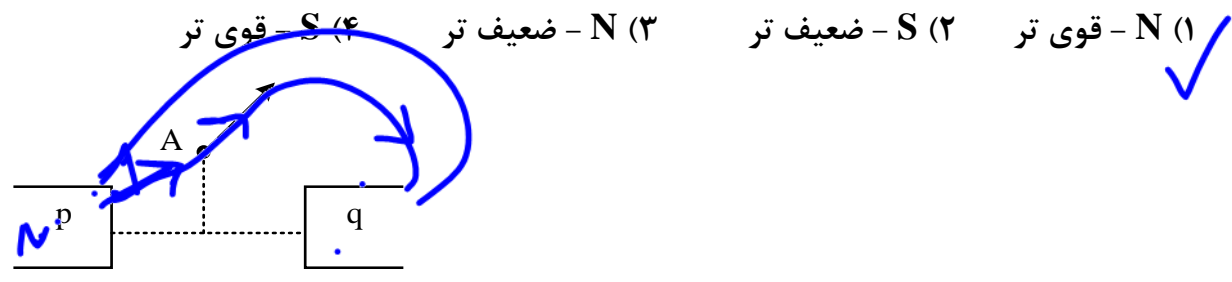 ۱) N - قوی تر ۲) S - ضعیف تر ۳) N - ضعیف تر ۴) S - قوی تر
A
p q
N